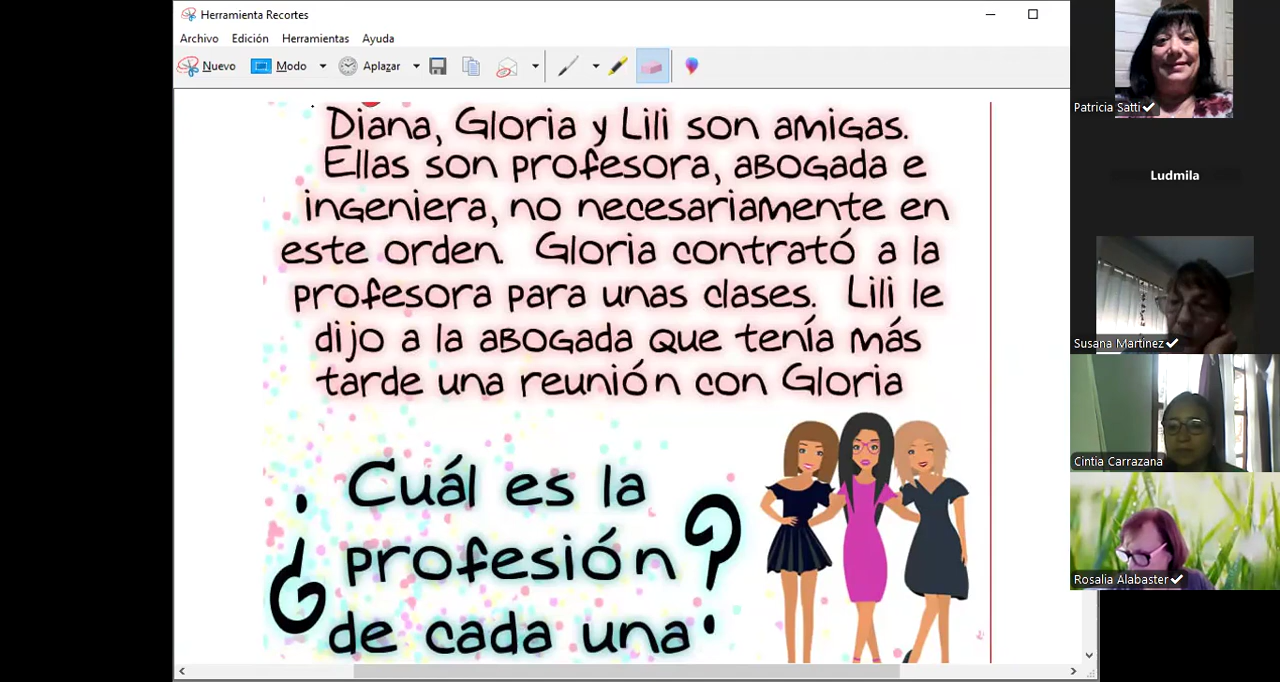 Herramienta Recortes
Archivo Edición Herramientas Ayuda
Nuevo Modo Aplazar
Diana, Gloria y Lili son amigas.
Ellas son profesora, abogada e
ingeniera, no necesariamente en
este orden. Gloria contrató a la
profesora para unas clases. Lili le
dijo a la abogada que tenía más
tarde una reunión con Gloria
¿Cuál es la
profesión
de cada una?
Patricia Satti
Ludmila
Susana Martinez
Cintia Carrazana
Rosalia Alabaster